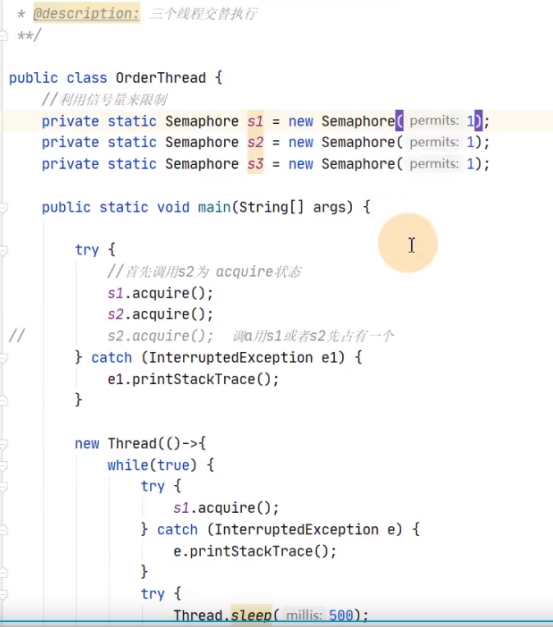 * @description: 三个线程交替执行
**/
public class OrderThread {
//利用信号量来限制
private static Semaphore s1 = new Semaphore( permits: 1);
private static Semaphore s2 = new Semaphore( permits: 1);
private static Semaphore s3 = new Semaphore( permits: 1);
public static void main(String[] args) {
try {
//首先调用s2为 acquire状态
s1.acquire();
s2.acquire();
// s2.acquire(); 调a用s1或者s2先占有一个
} catch (InterruptedException e1) {
e1.printStackTrace();
}
new Thread(()->{
while(true) {
try {
s1.acquire();
} catch (InterruptedException e) {
e.printStackTrace();
}
try {
Thread.sleep( millis: 500);